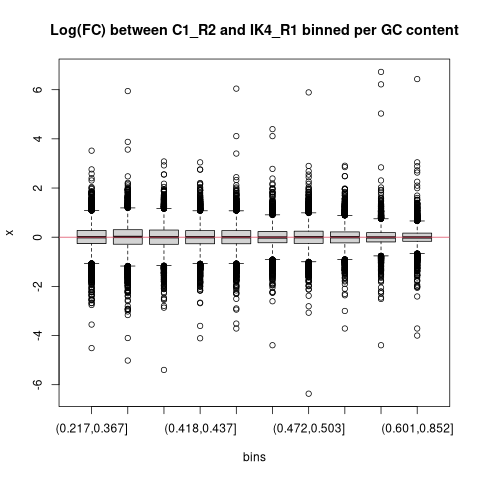 Log(FC) between C1_R2 and IK4_R1 binned per GC content
x
6
4
2
0
-2
-4
-6
(0.217,0.367] (0.418,0.437] (0.472,0.503] (0.601,0.852]
bins